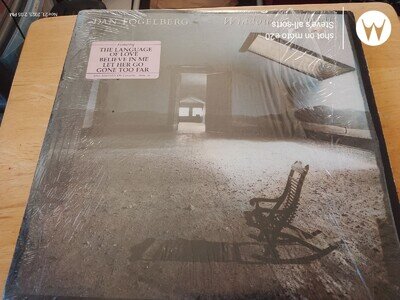 DAN FOGELBERG
Featuring
THE LANGUAGE
OF LOVE
BELIEVE IN ME
LET HER GO
GONE TOO FAR
shot on moto e20
Steve's all-sorts